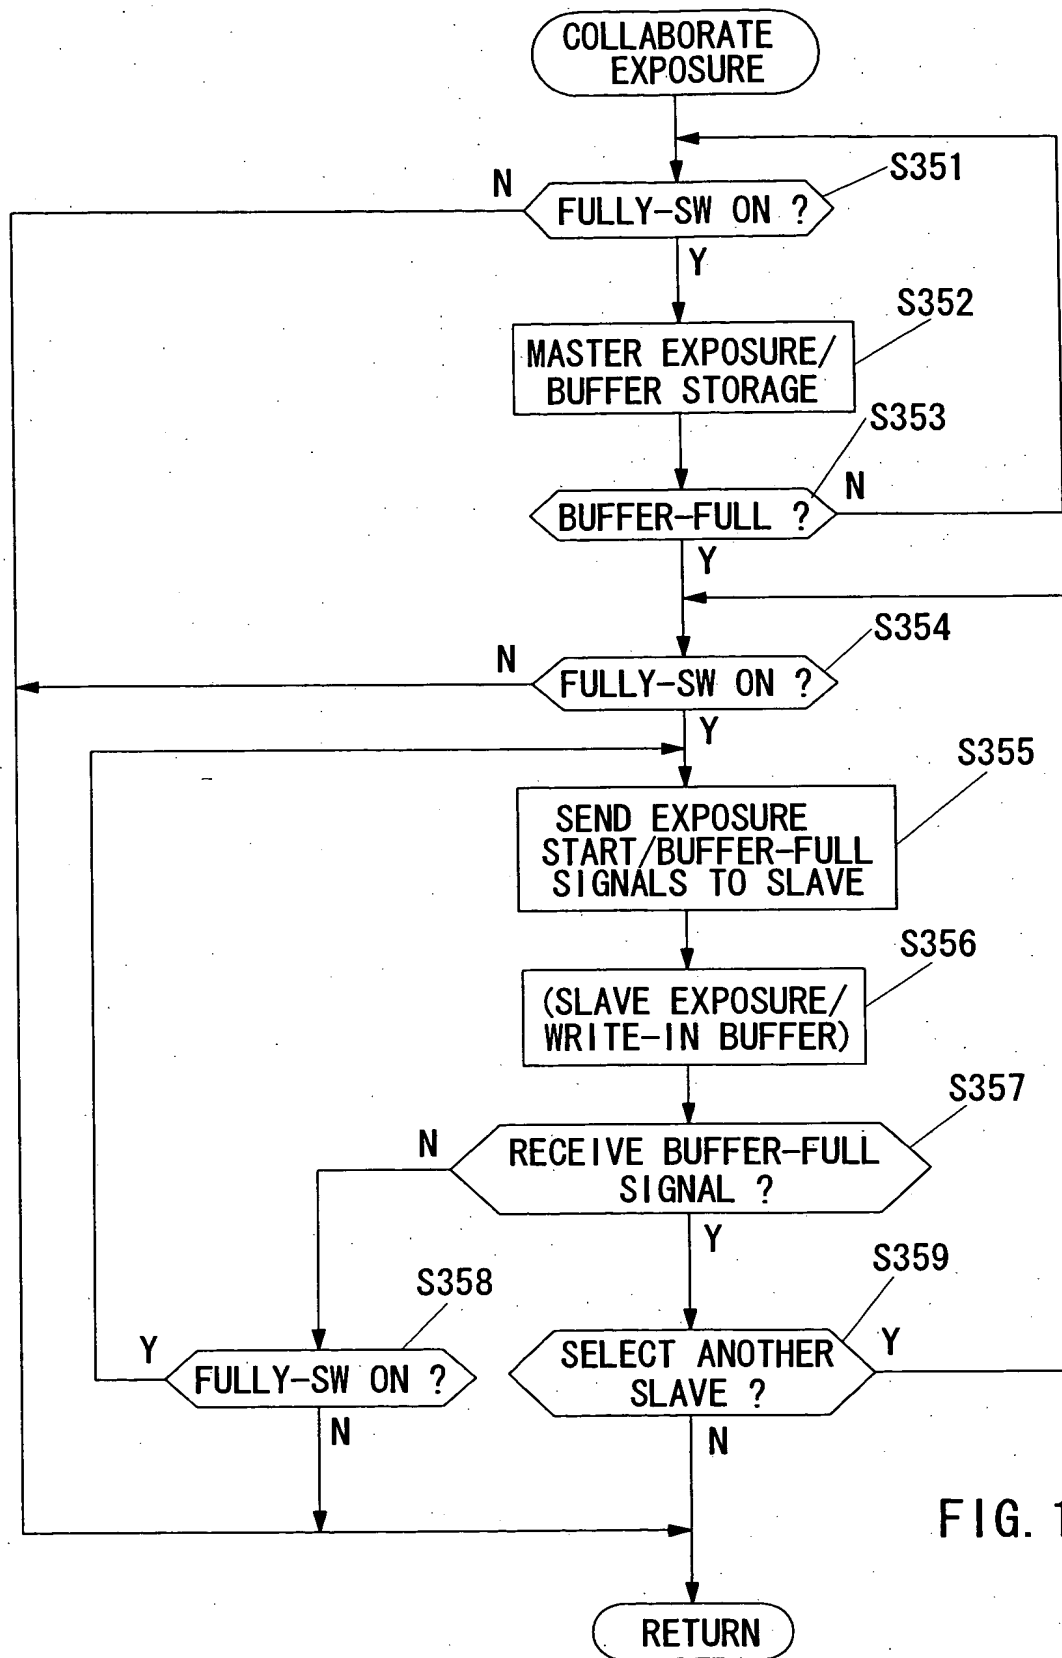 COLLABORATE
EXPOSURE
S351
N
FULLY-SW ON ?
Y
S352
MASTER EXPOSURE/
BUFFER STORAGE
S353
BUFFER-FULL ?
N
Y
S354
N
FULLY-SW ON ?
Y
S355
SEND EXPOSURE
START/BUFFER-FULL
SIGNALS TO SLAVE
S356
(SLAVE EXPOSURE/
WRITE-IN BUFFER)
S357
N
RECEIVE BUFFER-FULL
SIGNAL ?
Y
S358
S359
Y
FULLY-SW ON ?
N
SELECT ANOTHER
SLAVE ?
Y
N
FIG. 1
RETURN